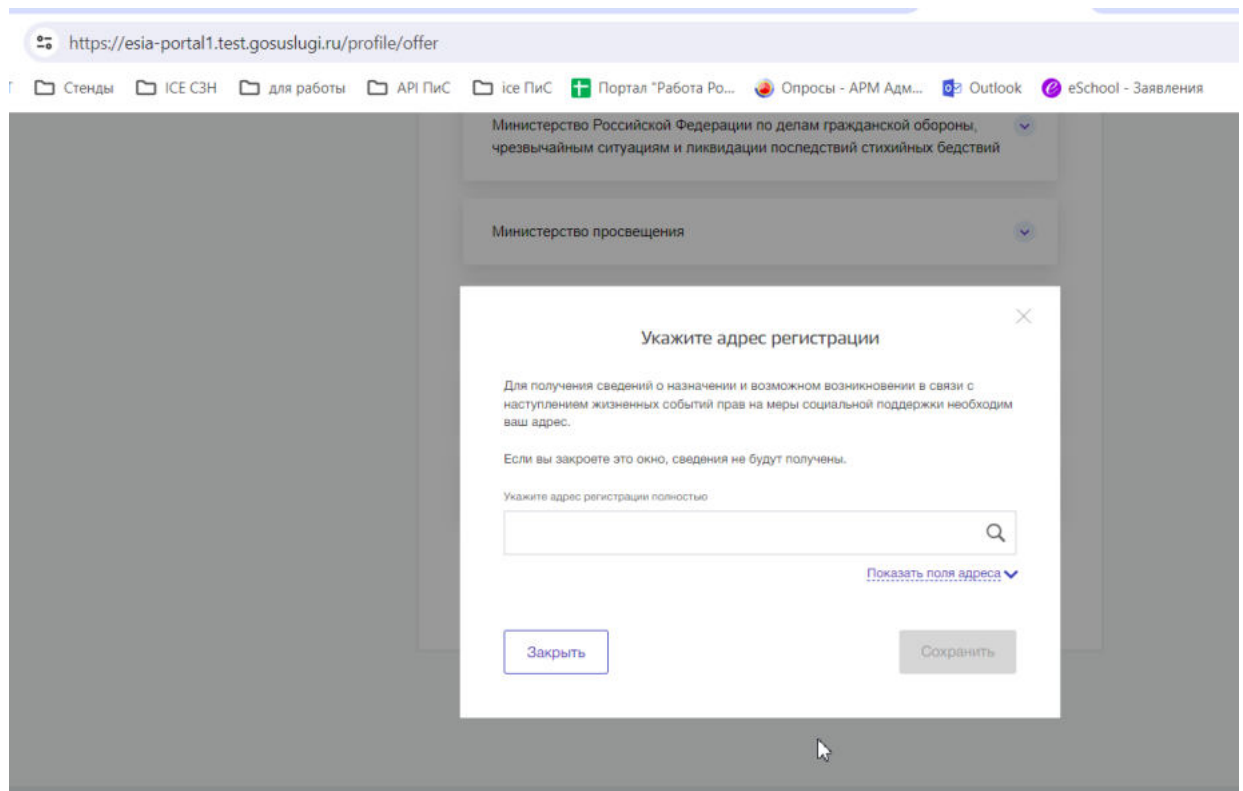 https://esia-portal1.test.gosuslugi.ru/profile/offer
Стенды ICE СЗН для работы API ПиС ice ПиС Портал "Работа Ро... Опросы - АРМ Адм... Outlook eSchool - Заявления
Министерство Российской Федерации по делам гражданской обороны,
чрезвычайным ситуациям и ликвидации последствий стихийных бедствий
Министерство просвещения
Укажите адрес регистрации
Для получения сведений о назначении и возможном возникновении в связи с
наступлением жизненных событий прав на меры социальной поддержки необходим
ваш адрес.
Если вы закроете это окно, сведения не будут получены.
Укажите адрес регистрации полностью
Показать поля адреса
Закрыть Сохранить